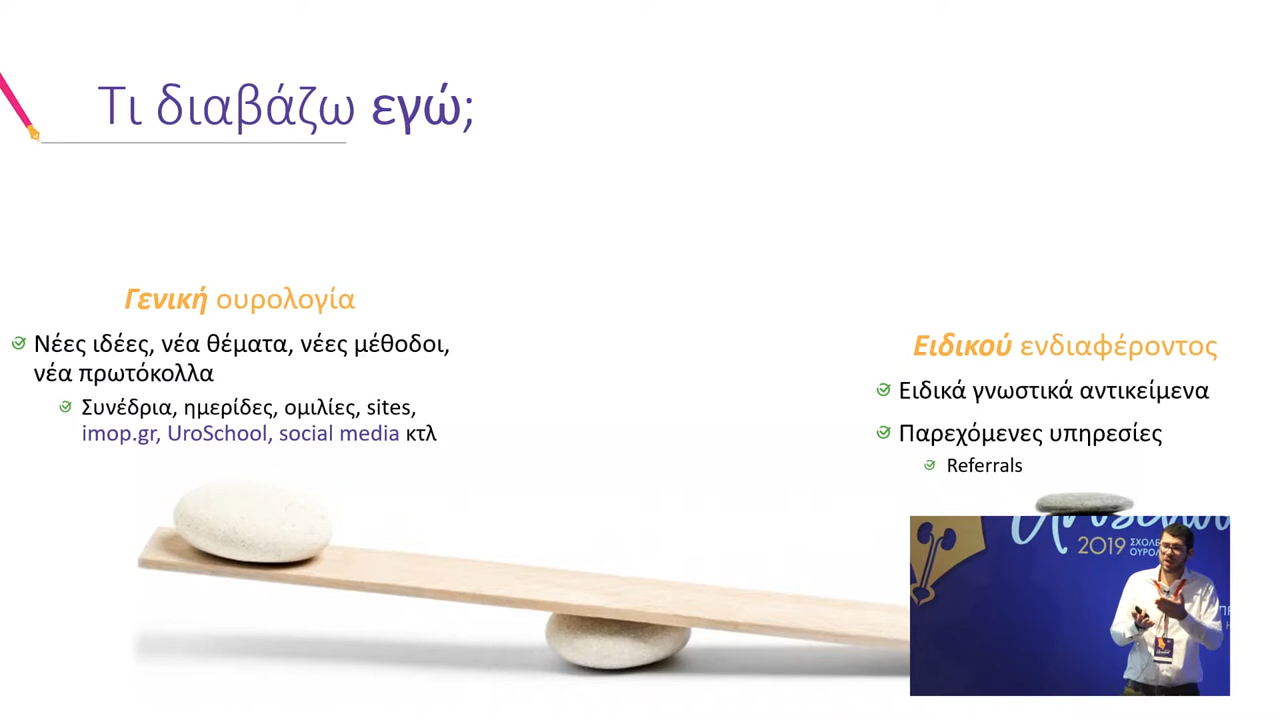 Τι διαβάζω εγώ;
Γενική ουρολογία
Νέες ιδέες, νέα θέματα, νέες μέθοδοι,
νέα πρωτόκολλα
Συνέδρια, ημερίδες, ομιλίες, sites,
imop.gr, UroSchool, social media κτλ
Ειδικού ενδιαφέροντος
Ειδικά γνωστικά αντικείμενα
Παρεχόμενες υπηρεσίες
Referrals
2019